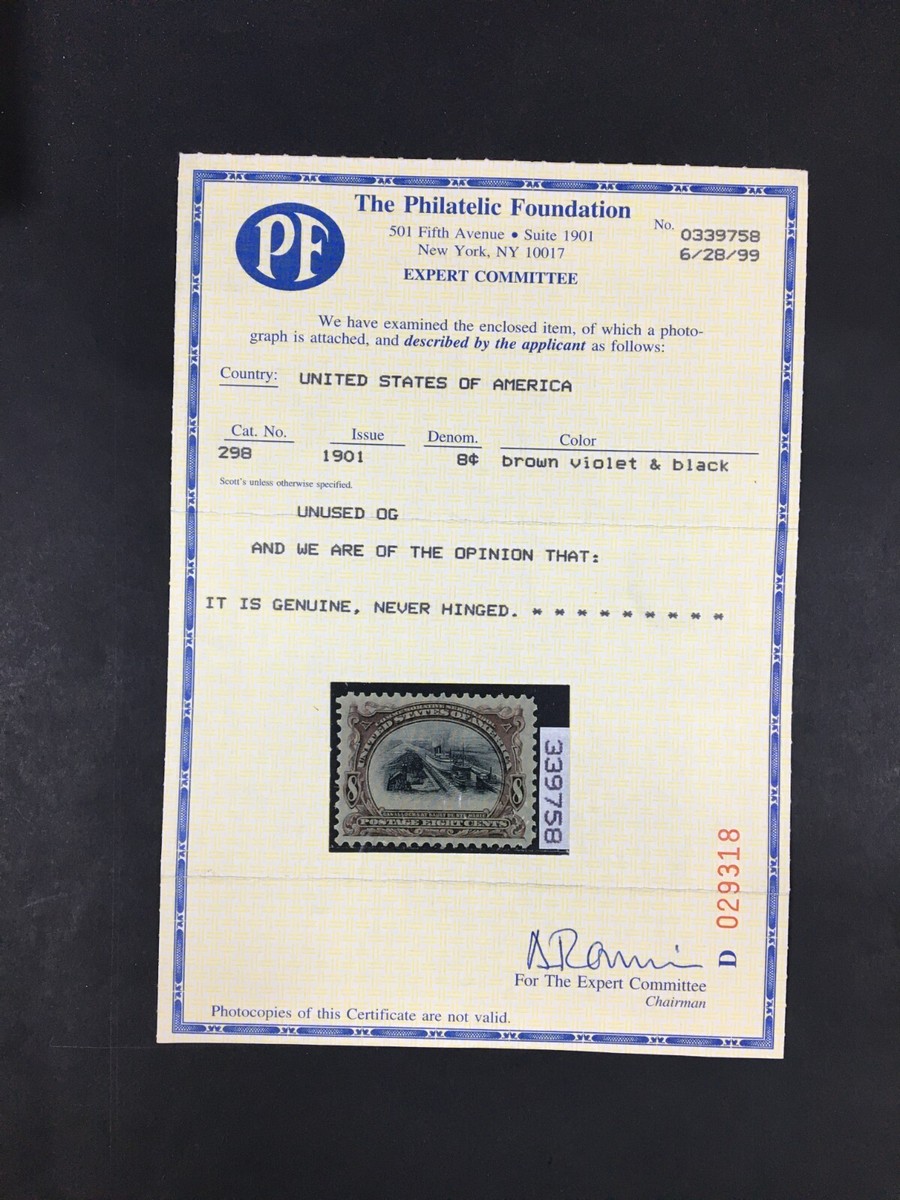 PF
The Philatelic Foundation
501 Fifth Avenue • Suite 1901
New York, NY 10017
EXPERT COMMITTEE
No. 0339758
6/28/99
We have examined the enclosed item, of which a photo-
graph is attached, and described by the applicant as follows:
Country: UNITED STATES OF AMERICA
Cat. No. Issue Denom. Color
298 1901 8¢ brown violet & black
Scott's unless otherwise specified.
UNUSED OG
AND WE ARE OF THE OPINION THAT:
IT IS GENUINE, NEVER HINGED. * * * * * * * * *
COMMEMORATIVE SERIES 1901
UNITED STATES OF AMERICA
8 8
POSTAGE EIGHT CENTS
339758
D 029318
For The Expert Committee
Chairman
Photocopies of this Certificate are not valid.